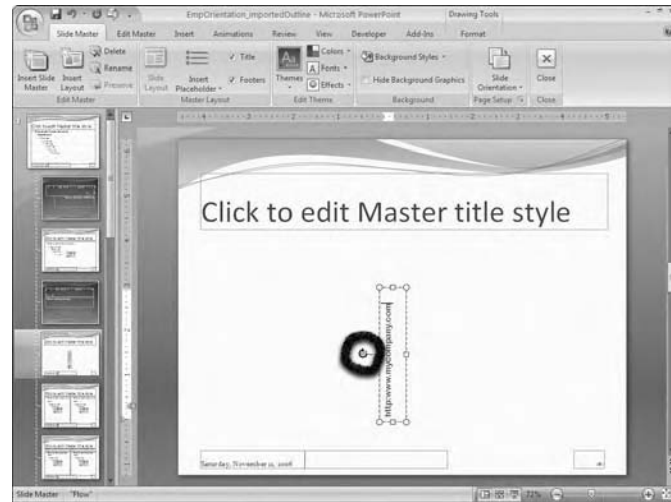 EmpOrientation_importedOutline - Microsoft PowerPoint
Drawing Tools
Slide Master
Edit Master
Insert
Animations
Review
View
Developer
Add-Ins
Format
Insert Slide Master
Insert Layout
Delete
Rename
Preserve
Slide Layout
Insert Placeholder
Title
Footers
Themes
Colors
Fonts
Effects
Background Styles
Hide Background Graphics
Slide Orientation
Close
Edit Master
Master Layout
Edit Theme
Background
Page Setup
Close
Click to edit Master title style
http:www.mycompany.com
Slide Master
"Flow"
72%